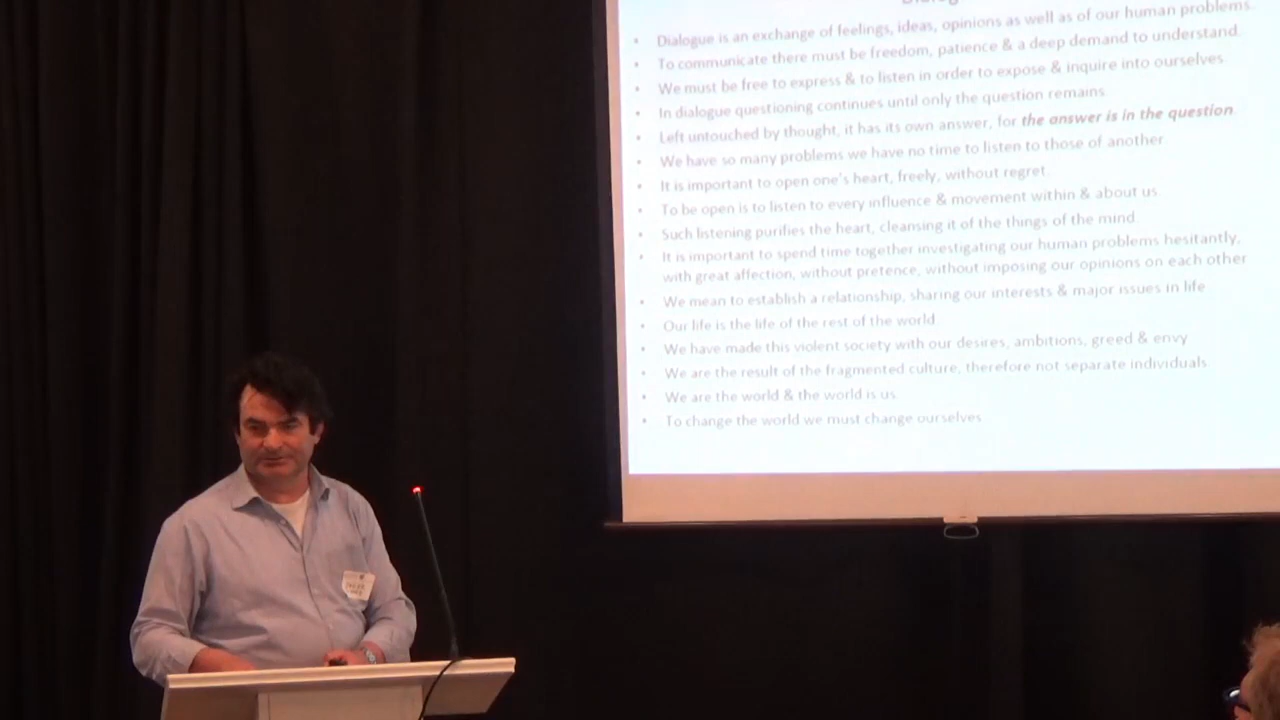 Dialog
• Dialogue is an exchange of feelings, ideas, opinions as well as of our human problems.
• To communicate there must be freedom, patience & a deep demand to understand.
• We must be free to express & to listen in order to expose & inquire into ourselves
• In dialogue questioning continues until only the question remains
• Left untouched by thought, it has its own answer, for the answer is in the question.
• We have so many problems we have no time to listen to those of another
• It is important to open one's heart, freely, without regret.
• To be open is to listen to every influence & movement within & about us
• Such listening purifies the heart, cleansing it of the things of the mind.
• It is important to spend time together investigating our human problems hesitantly,
with great affection, without pretence, without imposing our opinions on each other
• We mean to establish a relationship, sharing our interests & major issues in life
• Our life is the life of the rest of the world
• We have made this violent society with our desires, ambitions, greed & envy
• We are the result of the fragmented culture, therefore not separate individuals
• We are the world & the world is us
• To change the world we must change ourselves